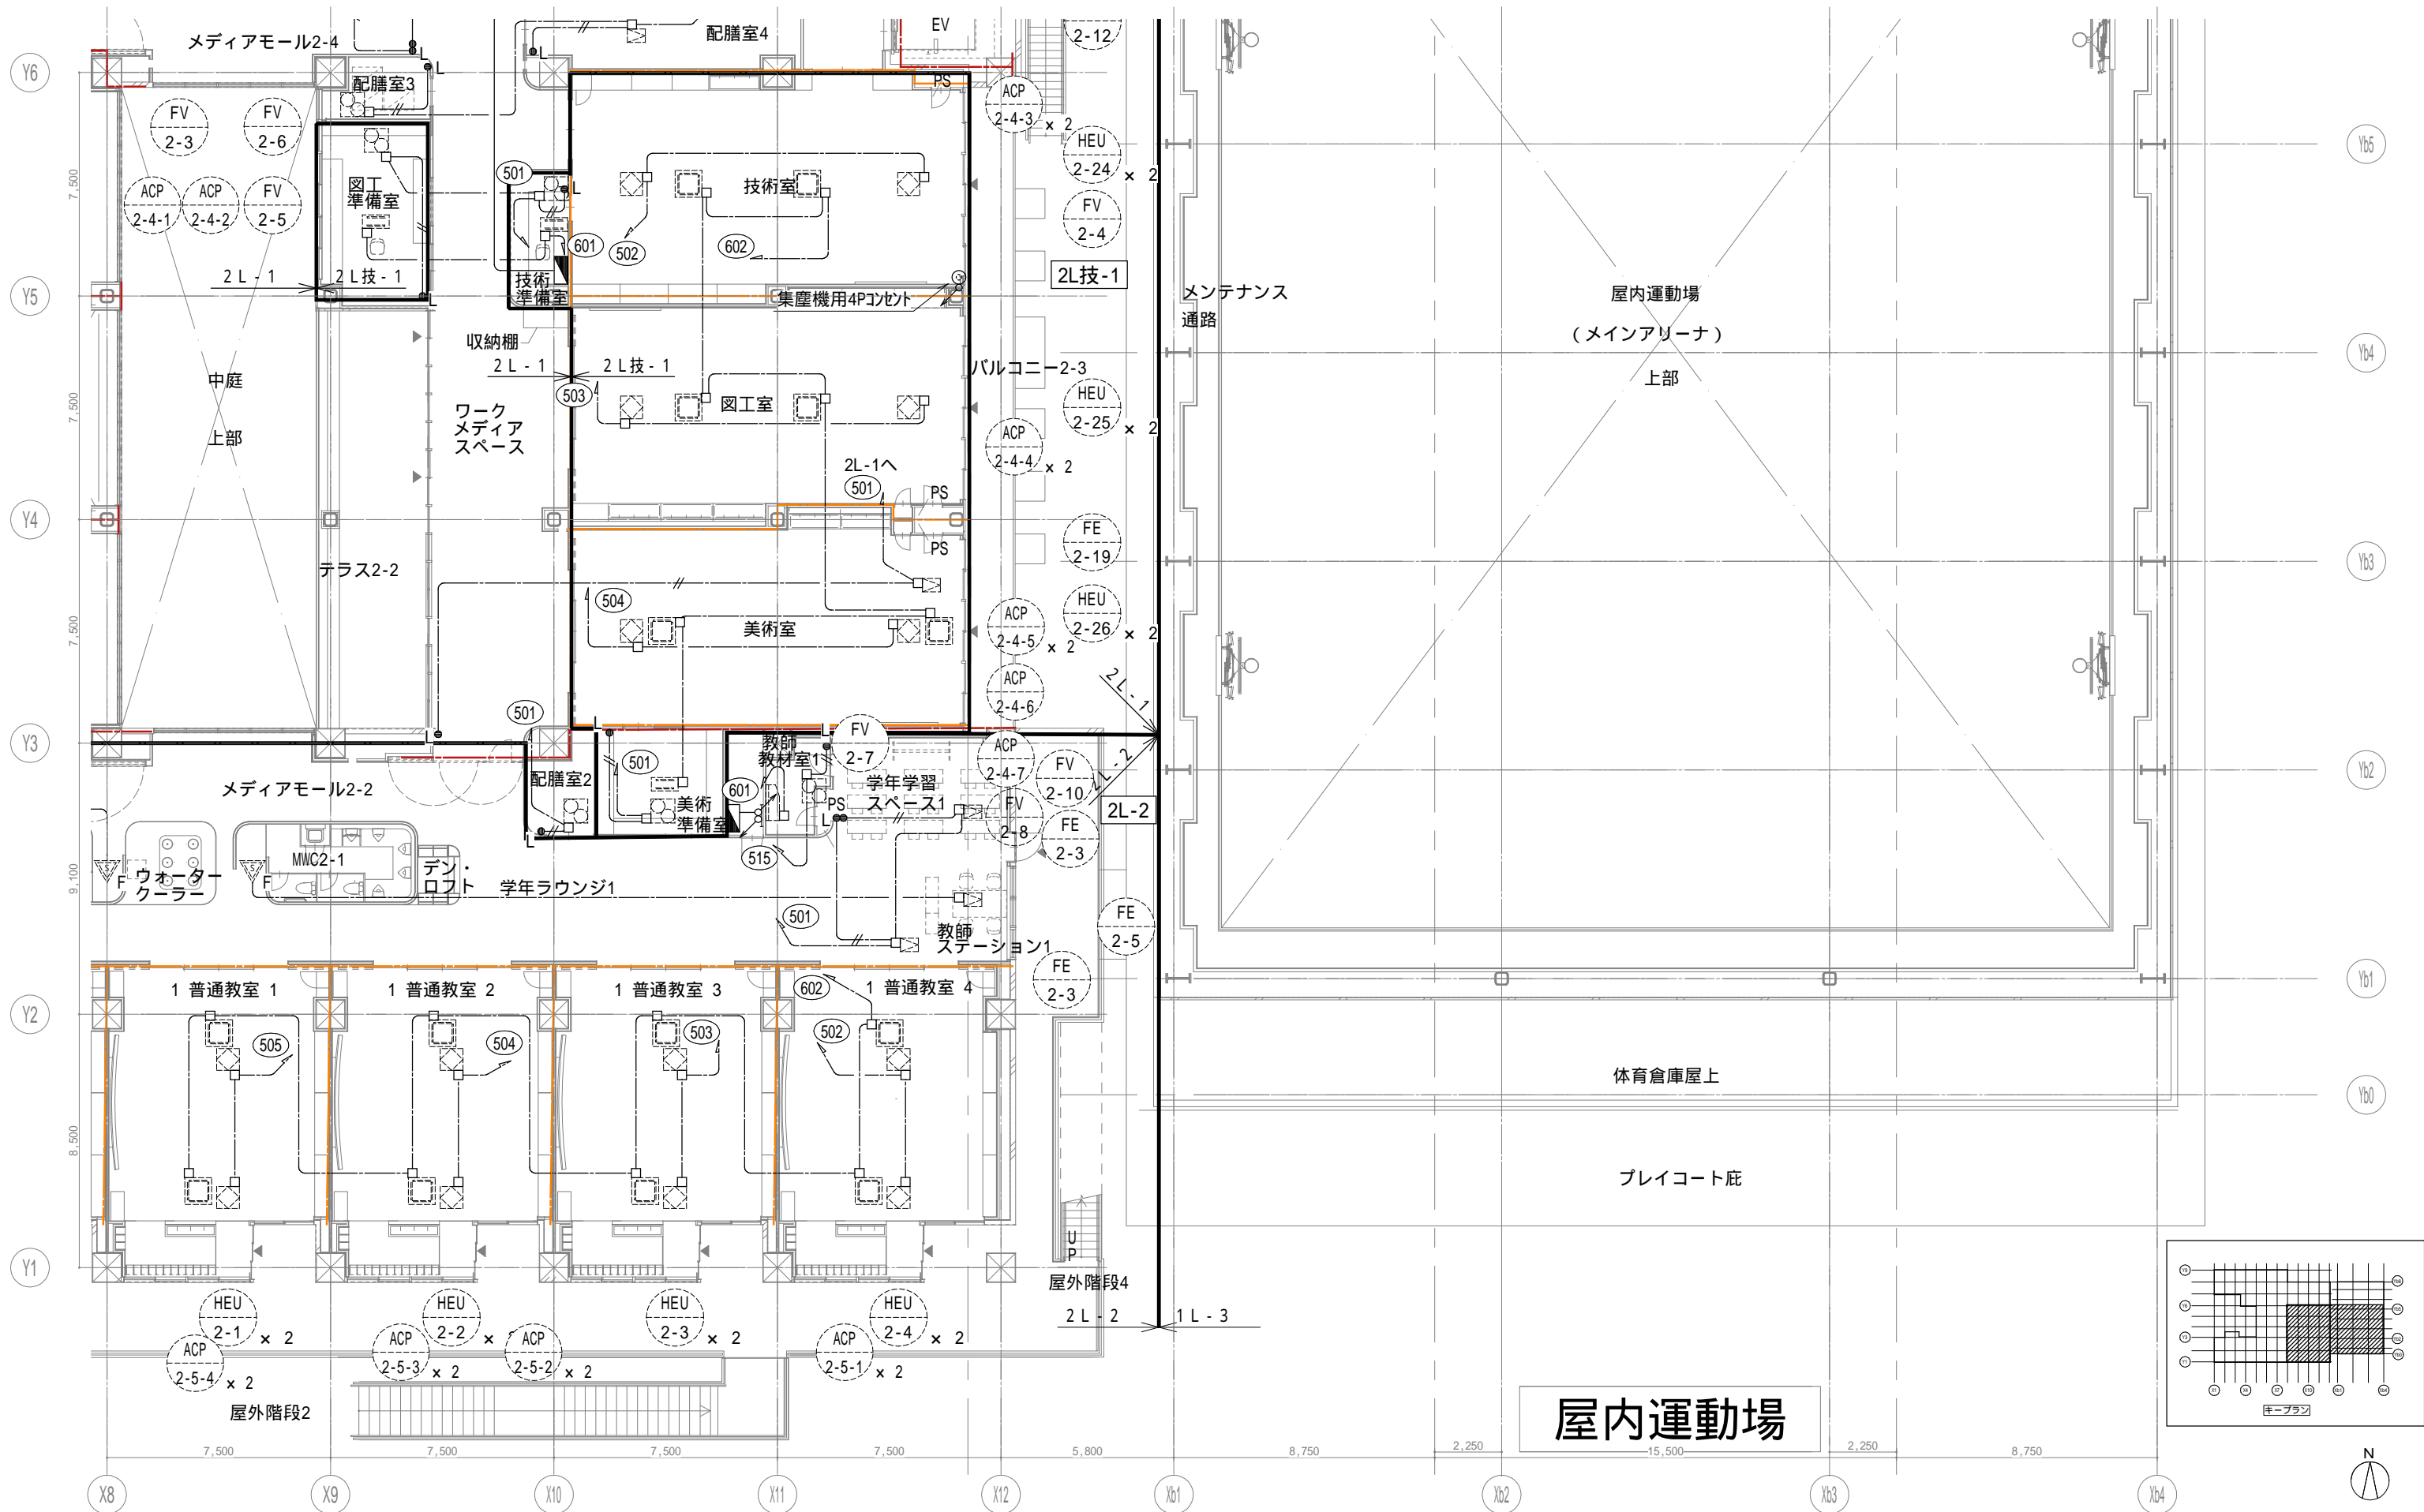 メディアモール2-4
配膳室4
EV
2-12
L
L
L
Y6
配膳室3
PS
ACP
2-4-3
× 2
FV
2-3
FV
2-6
HEU
2-24
× 2
Yb5
図工
準備室
501
L
技術室
ACP
2-4-1
ACP
2-4-2
FV
2-5
FV
2-4
601
502
602
7,500
2L-1
2L技-1
技術
準備室
2L技-1
Y5
L
集塵機用4Pコンセント
メンテナンス
通路
屋内運動場
(メインアリーナ)
上部
収納棚
2L-1
2L技-1
バルコニー2-3
Yb4
中庭
上部
503
ワーク
メディア
スペース
図工室
HEU
2-25
× 2
7,500
ACP
2-4-4
× 2
2L-1へ
501
PS
Y4
PS
FE
2-19
テラス2-2
Yb3
504
美術室
ACP
2-4-5
× 2
HEU
2-26
× 2
7,500
ACP
2-4-6
2L-1
501
L
L
L
Y3
教師
教材室1
FV
2-7
ACP
2-4-7
FV
2-10
2L-2
Yb2
メディアモール2-2
配膳室2
501
601
学年学習
スペース1
美術
準備室
PS
L
FV
2-8
2L-2
FE
2-3
L
515
MWC2-1
F
ウォーター
クーラー
F
デン・
ロフト
学年ラウンジ1
9,100
501
教師
ステーション1
FE
2-5
FE
2-3
Yb1
1 普通教室 1
1 普通教室 2
1 普通教室 3
602
1 普通教室 4
Y2
505
504
503
502
体育倉庫屋上
Yb0
8,500
プレイコート庇
UP
Y1
屋外階段4
HEU
2-1
× 2
HEU
2-2
×
HEU
2-3
× 2
HEU
2-4
× 2
2L-2
1L-3
ACP
2-5-4
× 2
ACP
2-5-3
× 2
ACP
2-5-2
× 2
ACP
2-5-1
× 2
屋外階段2
屋内運動場
キープラン
7,500
7,500
7,500
7,500
5,800
8,750
2,250
15,500
2,250
8,750
N
X8
X9
X10
X11
X12
Xb1
Xb2
Xb3
Xb4